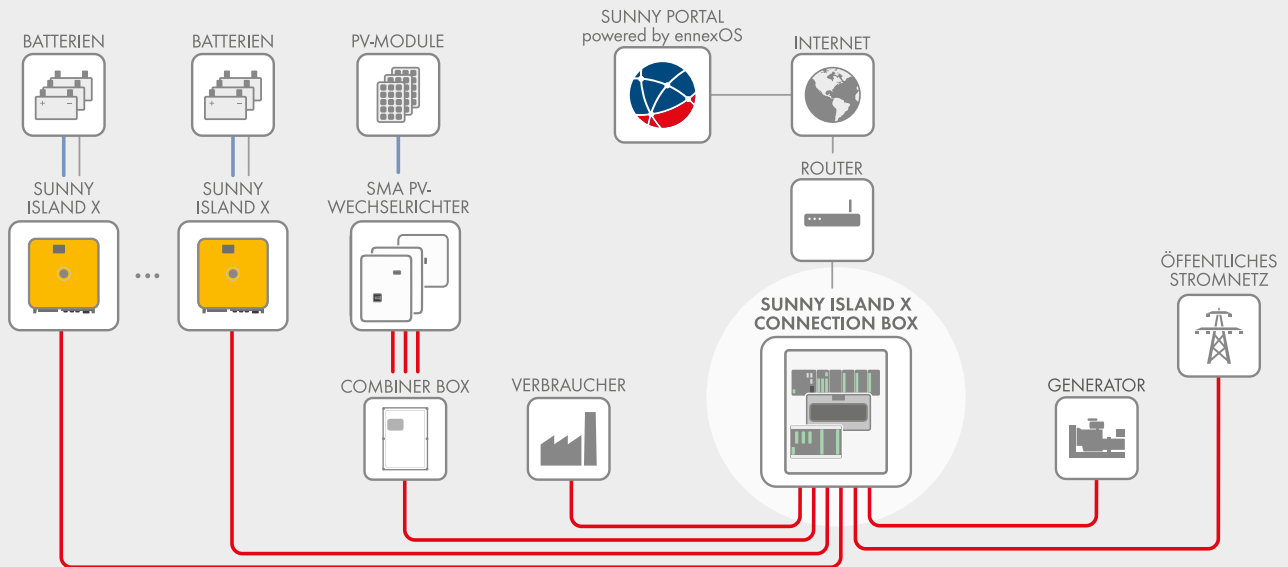 SUNNY PORTAL
powered by ennexOS
BATTERIEN
BATTERIEN
PV-MODULE
INTERNET
ROUTER
SUNNY
ISLAND X
SUNNY
ISLAND X
SMA PV-
WECHSELRICHTER
ÖFFENTLICHES
STROMNETZ
SUNNY ISLAND X
CONNECTION BOX
COMBINER BOX
VERBRAUCHER
GENERATOR